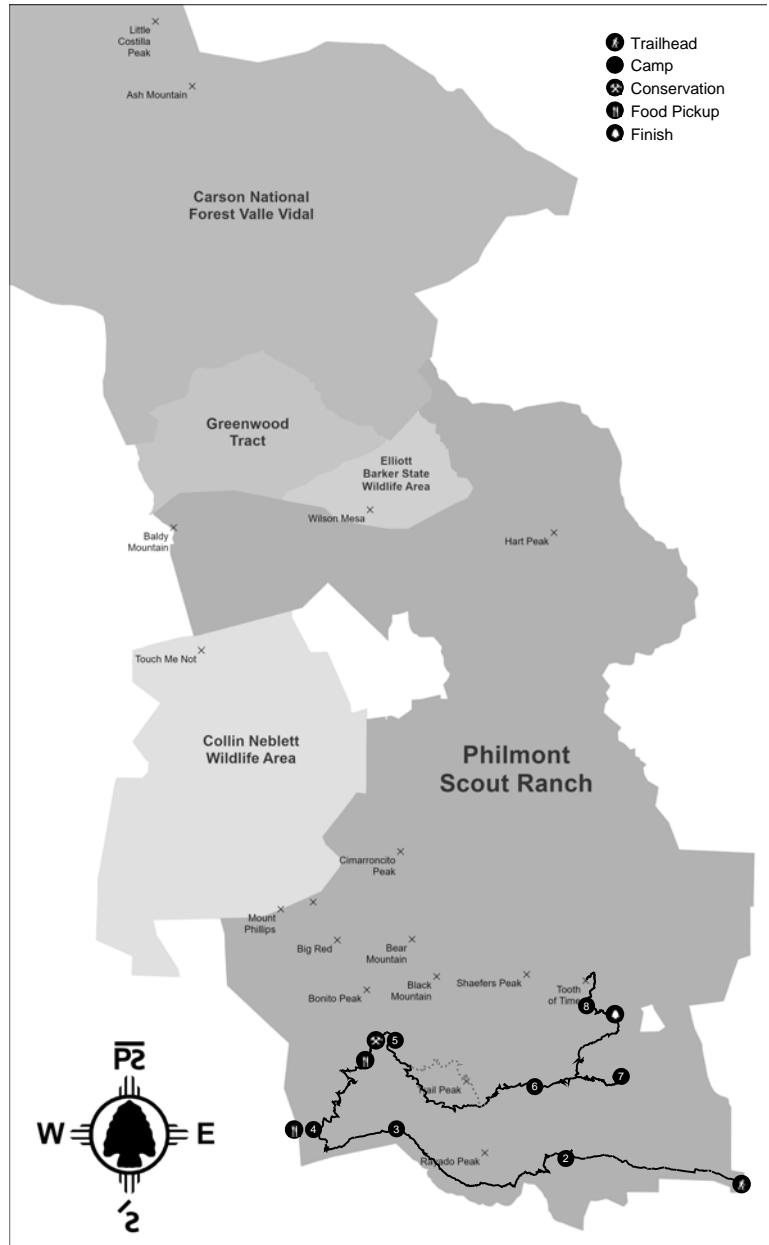 Little
Costilla
Peak
Ash Mountain
Trailhead
Camp
Conservation
Food Pickup
Finish
Carson National
Forest Valle Vidal
Greenwood
Tract
Elliott
Barker State
Wildlife Area
Wilson Mesa
Baldy
Mountain
Hart Peak
Touch Me Not
Collin Neblett
Wildlife Area
Philmont
Scout Ranch
Cimarroncito
Peak
Mount
Phillips
Big Red
Bear
Mountain
Bonito Peak
Black
Mountain
Shaefers Peak
Tooth
of Time
8
5
Trail Peak
6
7
4
3
Rayado Peak
2
W
E